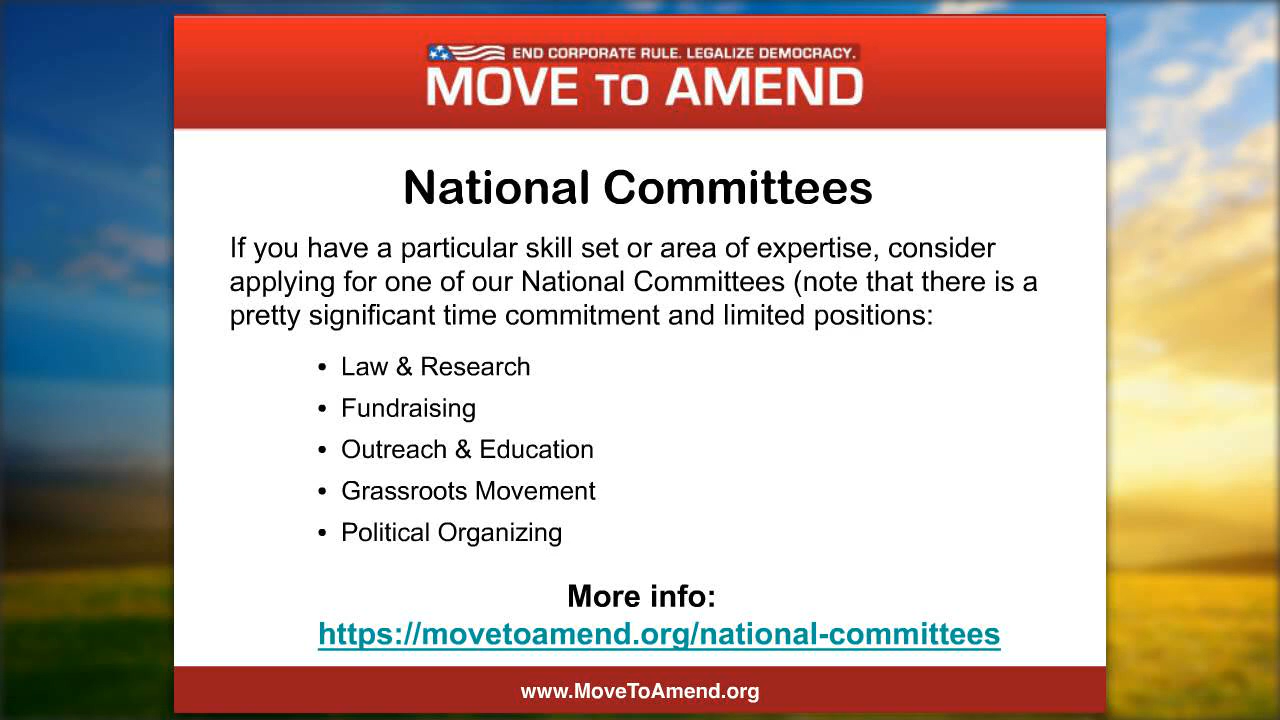 END CORPORATE RULE. LEGALIZE DEMOCRACY.
MOVE TO AMEND
National Committees
If you have a particular skill set or area of expertise, consider
applying for one of our National Committees (note that there is a
pretty significant time commitment and limited positions:
• Law & Research
• Fundraising
• Outreach & Education
• Grassroots Movement
• Political Organizing
More info:
https://movetoamend.org/national-committees
www.MoveToAmend.org